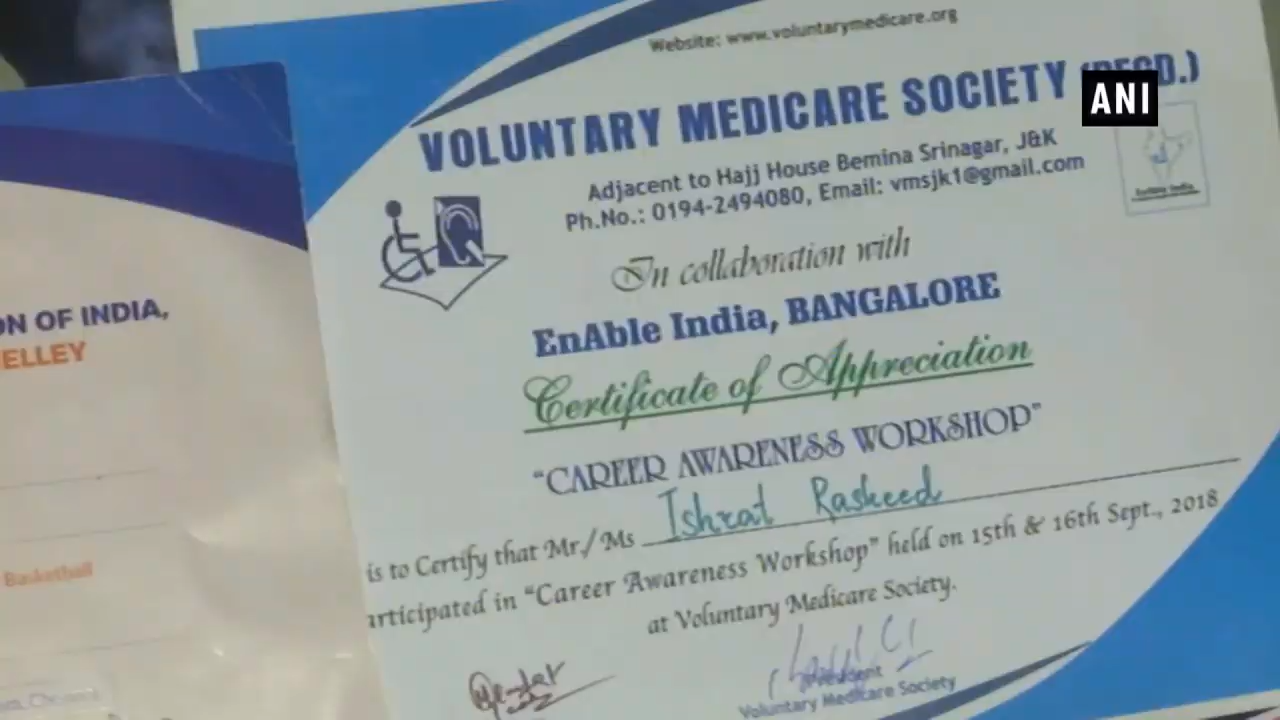 Website: www.voluntarymedicare.org
VOLUNTARY MEDICARE SOCIETY
ANI
Adjacent to Hajj House Bemina Srinagar, J&K
Ph.No.: 0194-2494080, Email: vmsjk1@gmail.com
In collaboration with
EnAble India, BANGALORE
Certificate of Appreciation
"CAREER AWARENESS WORKSHOP"
is to Certify that Mr./Ms Ishrat Rasheed
articipated in "Career Awareness Workshop" held on 15th & 16th Sept., 2018
at Voluntary Medicare Society.
Voluntary Medicare Society
ON OF INDIA,
ELLEY
Basketball